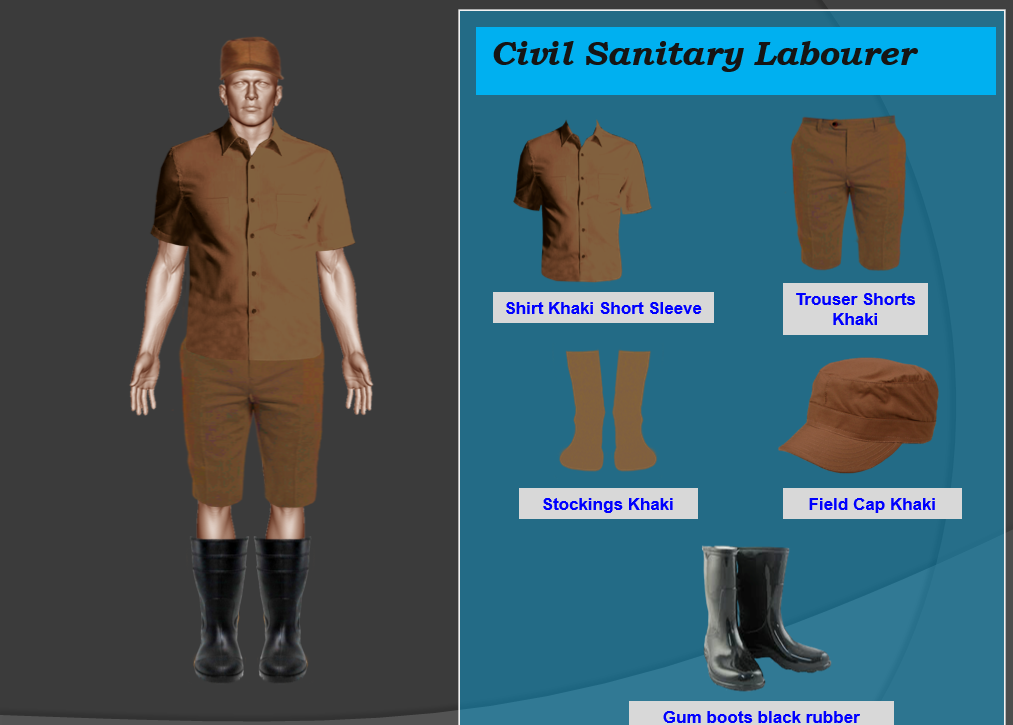 Civil Sanitary Labourer
Shirt Khaki Short Sleeve
Trouser Shorts
Khaki
Stockings Khaki
Field Cap Khaki
Gum boots black rubber